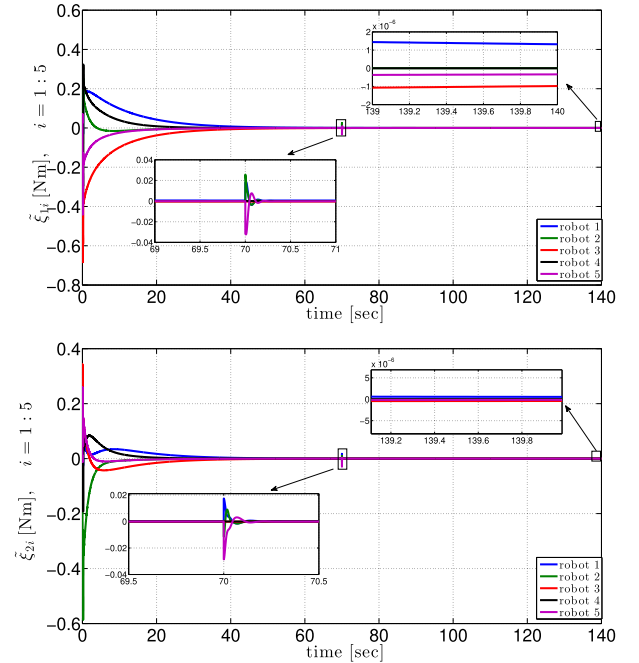 0.6
0.4
0.2
0
−0.2
−0.4
−0.6
−0.8
ξ̃₁ᵢ [Nm],  i = 1 : 5
x 10⁻⁶
2
1
0
−1
−2
139 139.2 139.4 139.6 139.8 140
0.04
0.02
0
−0.02
−0.04
69 69.5 70 70.5 71
robot 1
robot 2
robot 3
robot 4
robot 5
0 20 40 60 80 100 120 140
time [sec]
0.4
0.2
0
−0.2
−0.4
−0.6
ξ̃₂ᵢ [Nm],  i = 1 : 5
x 10⁻⁶
5
0
−5
139.2 139.4 139.6 139.8
0.02
0
−0.02
−0.04
69.5 70 70.5
robot 1
robot 2
robot 3
robot 4
robot 5
0 20 40 60 80 100 120 140
time [sec]